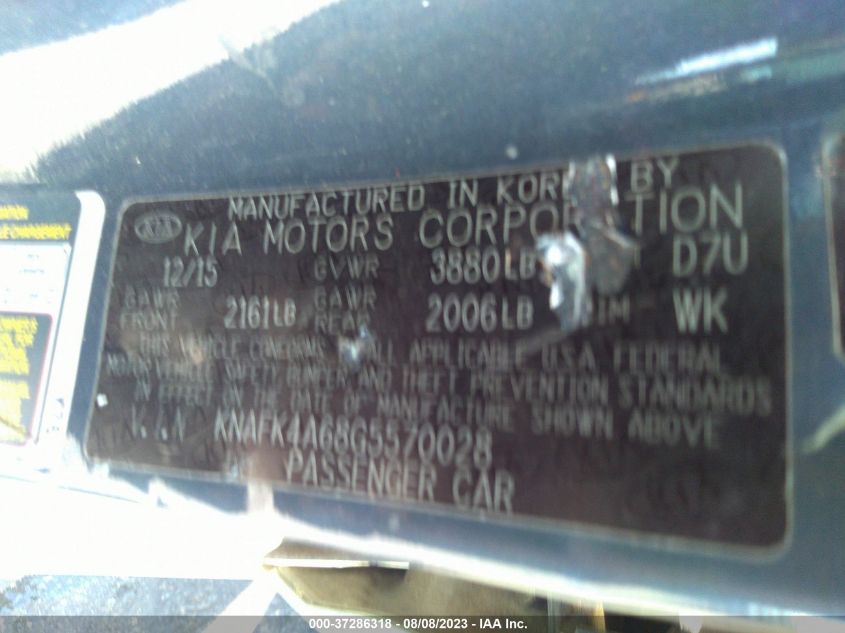 MANUFACTURED IN KOREA BY
KIA
KIA MOTORS CORPORATION
12/15 GVWR 3880LB D7U
GAWR FRONT 2161LB GAWR REAR 2006LB WK
THIS VEHICLE CONFORMS ALL APPLICABLE U.S.A. FEDERAL
MOTOR VEHICLE SAFETY BUMPER AND THEFT PREVENTION STANDARDS
IN EFFECT ON THE DATE OF MANUFACTURE SHOWN ABOVE
V.I.N KNAFK4A68G5570028
PASSENGER CAR
000-37286318 - 08/08/2023 - IAA Inc.